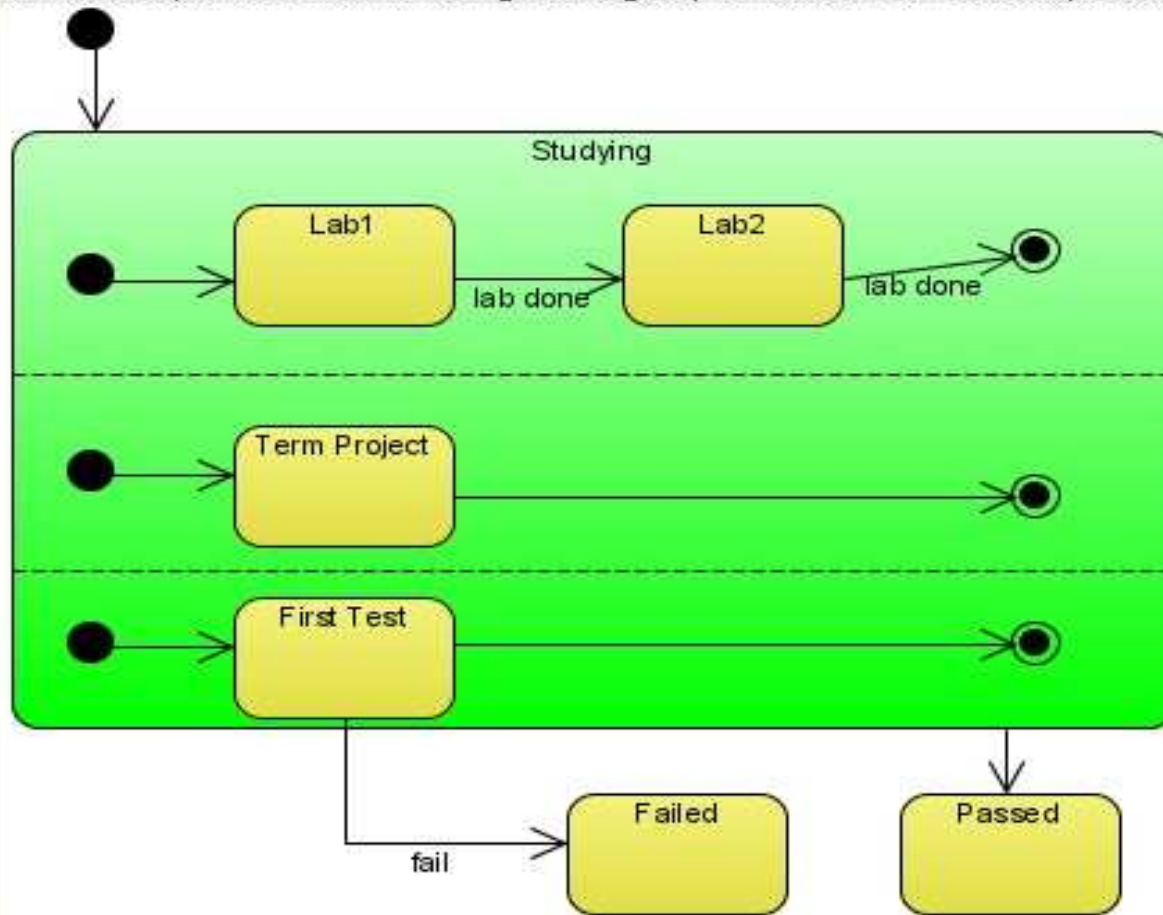 Studying
Lab1
Lab2
lab done
lab done
Term Project
First Test
Failed
Passed
fail